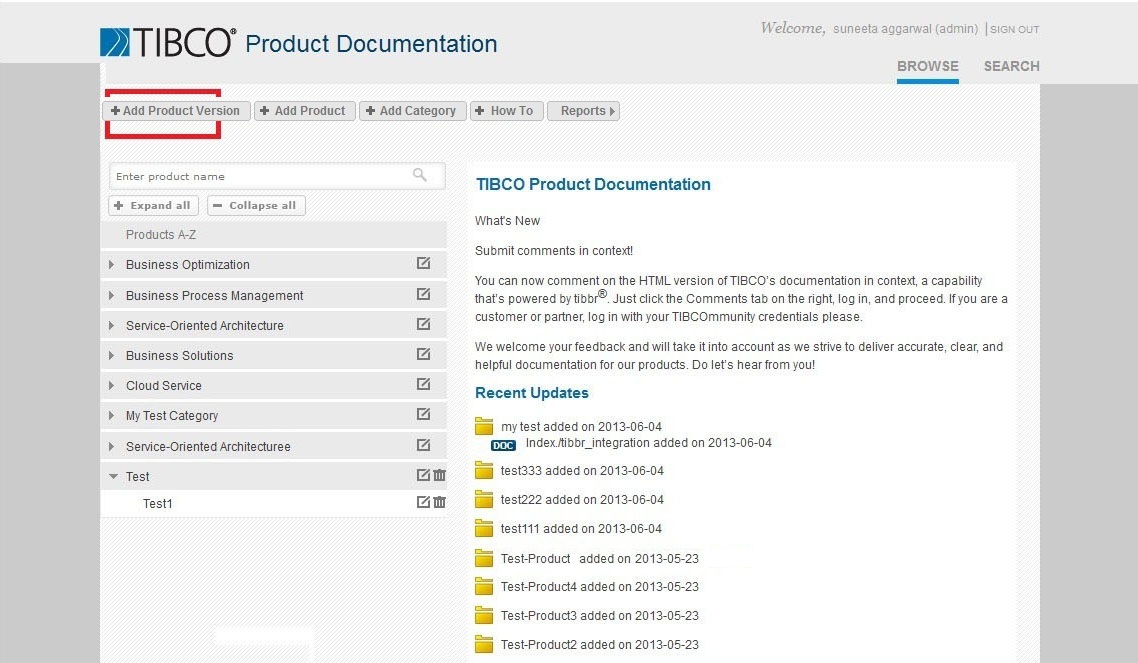 TIBCO® Product Documentation
Welcome, suneeta aggarwal (admin) | SIGN OUT
BROWSE SEARCH
Add Product Version Add Product Add Category How To Reports
Enter product name
Expand all Collapse all
Products A-Z
Business Optimization
Business Process Management
Service-Oriented Architecture
Business Solutions
Cloud Service
My Test Category
Service-Oriented Architecturee
Test
Test1
TIBCO Product Documentation
What's New
Submit comments in context!
You can now comment on the HTML version of TIBCO's documentation in context, a capability
that's powered by tibbr®. Just click the Comments tab on the right, log in, and proceed. If you are a
customer or partner, log in with your TIBCOmmunity credentials please.
We welcome your feedback and will take it into account as we strive to deliver accurate, clear, and
helpful documentation for our products. Do let's hear from you!
Recent Updates
my test added on 2013-06-04
DOC Index./tibbr_integration added on 2013-06-04
test333 added on 2013-06-04
test222 added on 2013-06-04
test111 added on 2013-06-04
Test-Product added on 2013-05-23
Test-Product4 added on 2013-05-23
Test-Product3 added on 2013-05-23
Test-Product2 added on 2013-05-23